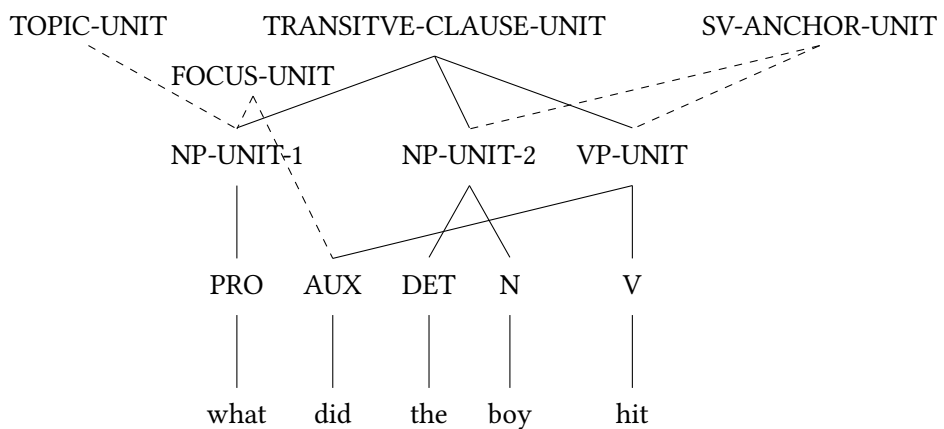 TOPIC-UNIT TRANSITVE-CLAUSE-UNIT SV-ANCHOR-UNIT
FOCUS-UNIT
NP-UNIT-1 NP-UNIT-2 VP-UNIT
PRO AUX DET N V
what did the boy hit